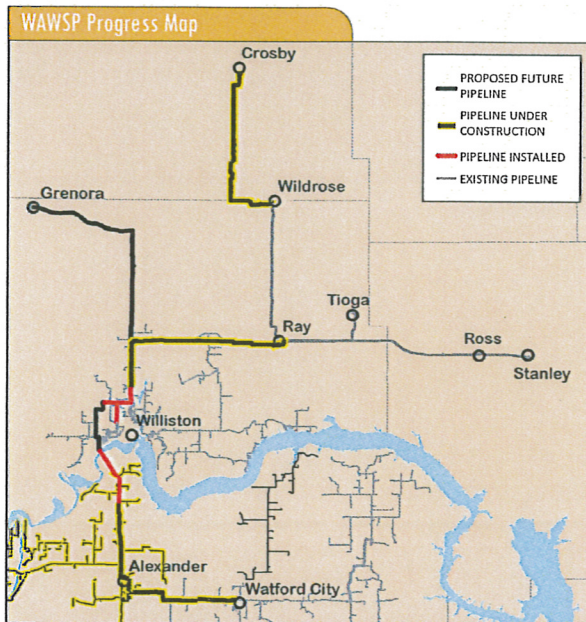 WAWSP Progress Map
Crosby
PROPOSED FUTURE
PIPELINE
PIPELINE UNDER
CONSTRUCTION
PIPELINE INSTALLED
EXISTING PIPELINE
Grenora
Wildrose
Tioga
Ray
Ross
Stanley
Williston
Alexander
Watford City